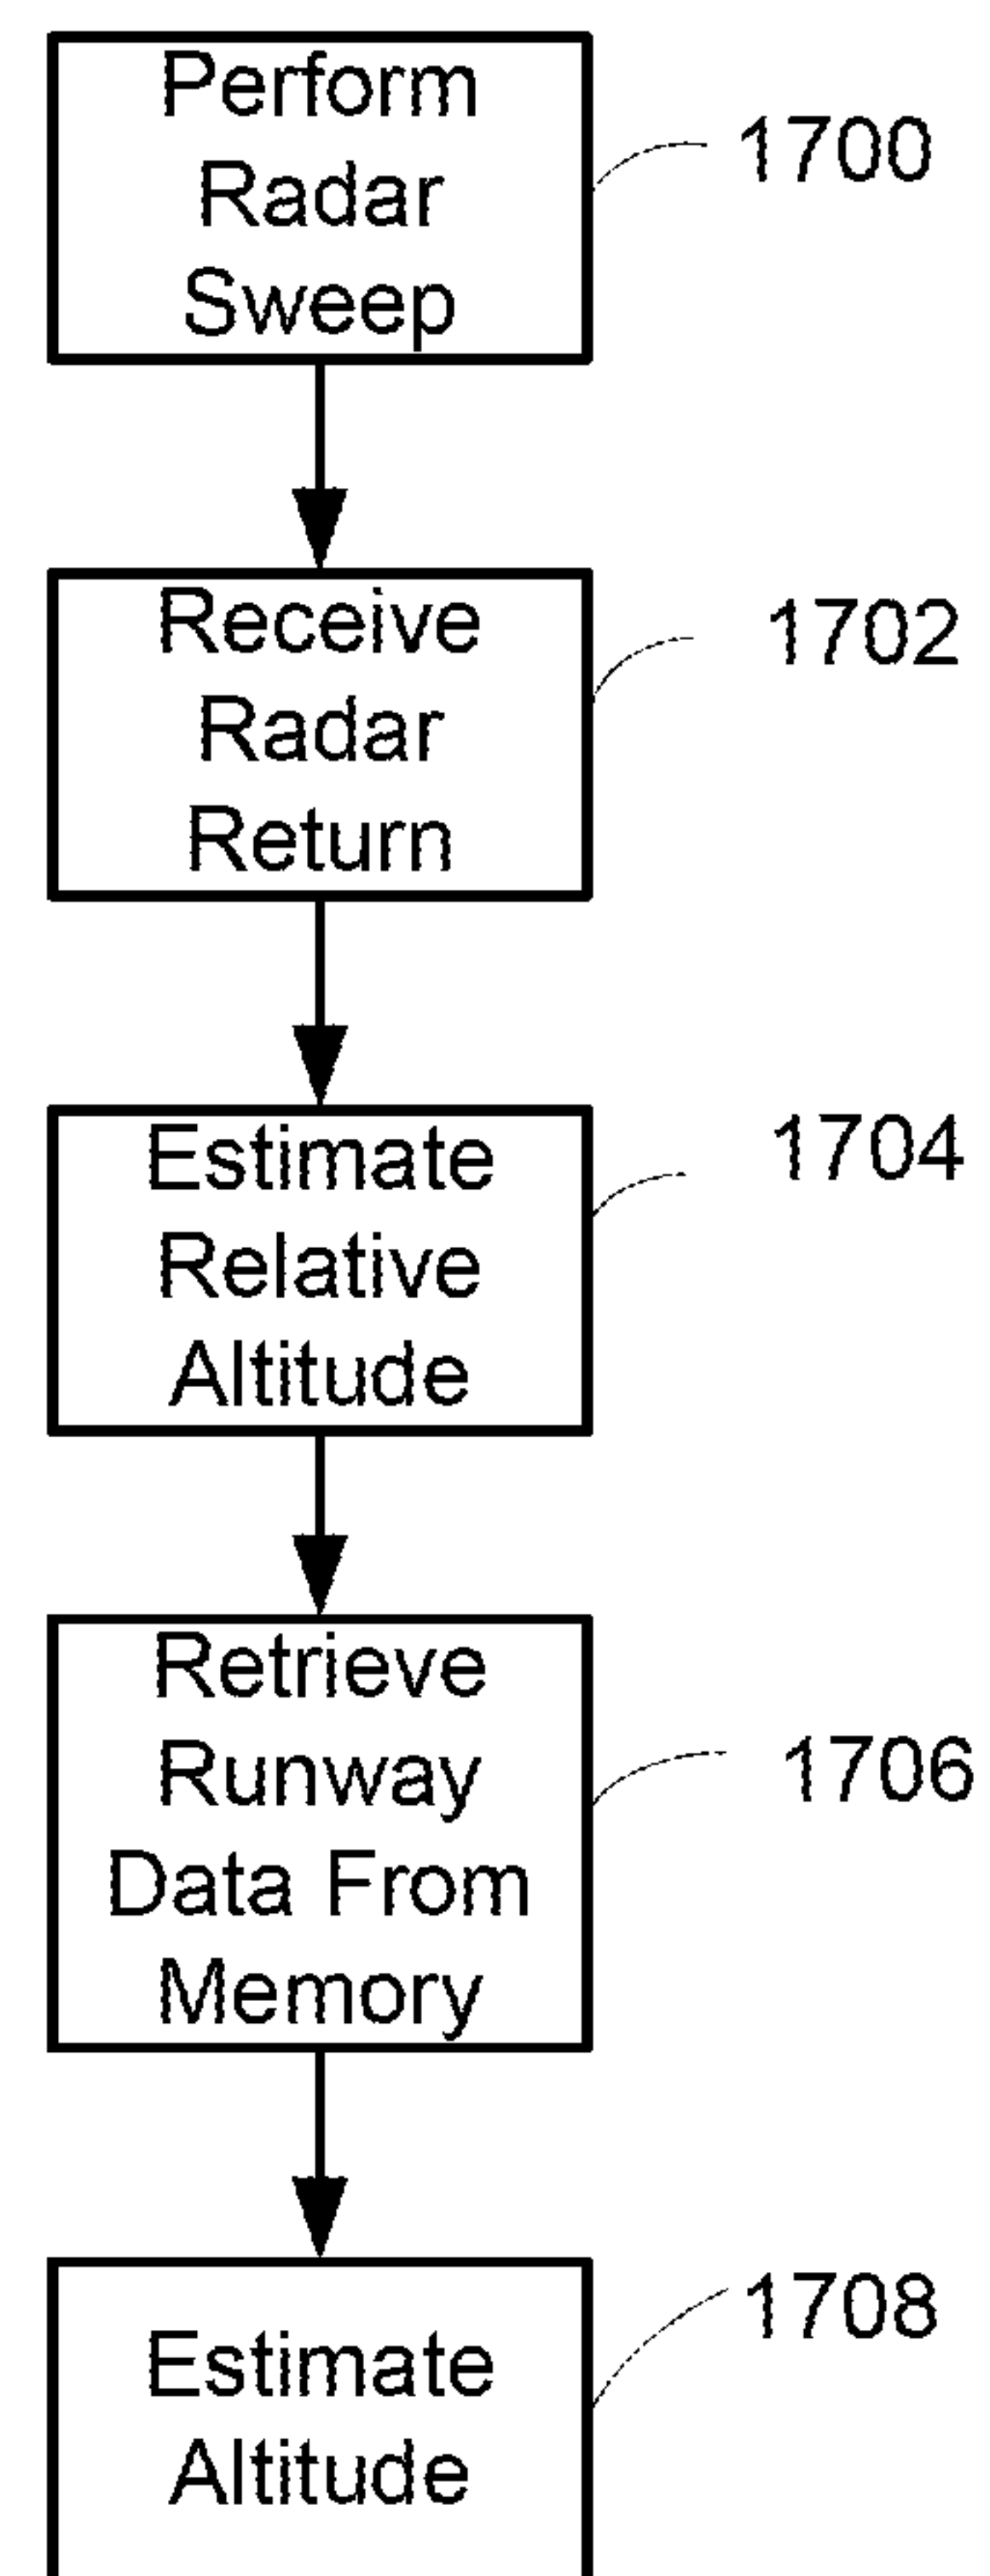 Perform
Radar
Sweep
1700
Receive
Radar
Return
1702
Estimate
Relative
Altitude
1704
Retrieve
Runway
Data From
Memory
1706
Estimate
Altitude
1708